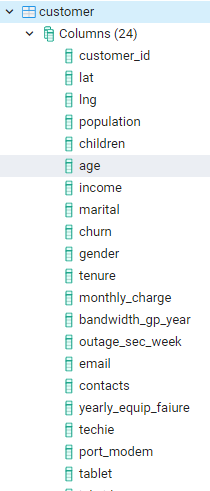 customer
Columns (24)
customer_id
lat
lng
population
children
age
income
marital
churn
gender
tenure
monthly_charge
bandwidth_gp_year
outage_sec_week
email
contacts
yearly_equip_faiure
techie
port_modem
tablet